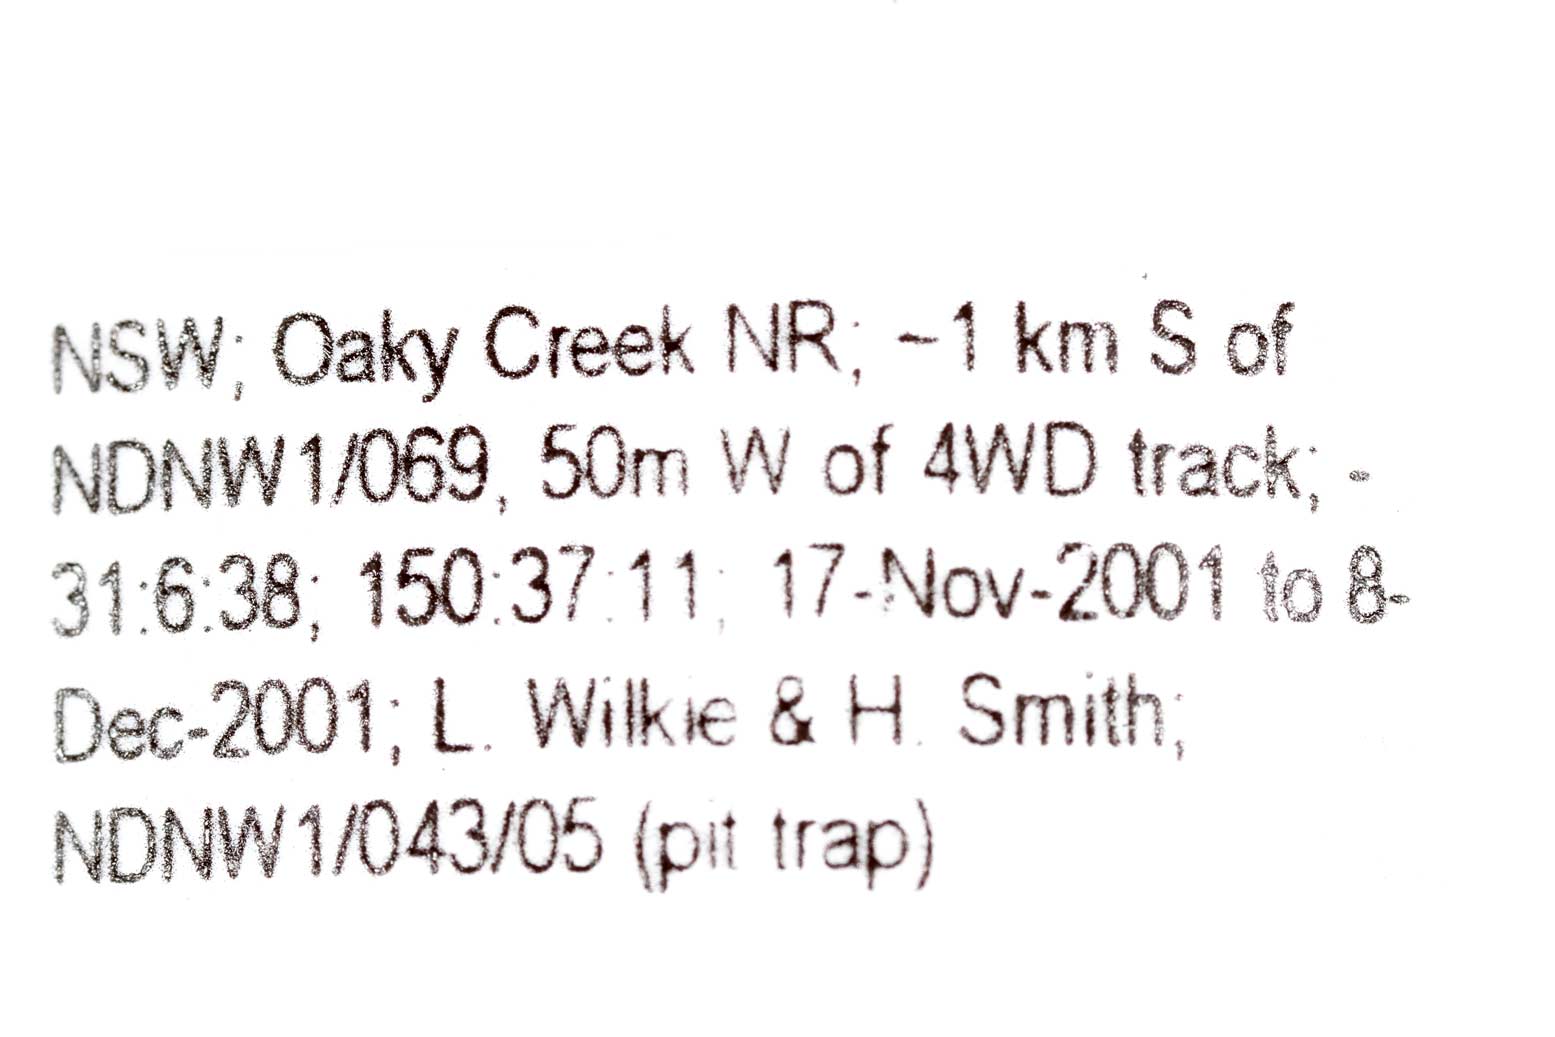 NSW; Oaky Creek NR; ~1 km S of
NDNW1/069, 50m W of 4WD track; -
31:6:38; 150:37:11; 17-Nov-2001 to 8-
Dec-2001; L. Wilkie & H. Smith;
NDNW1/043/05 (pit trap)